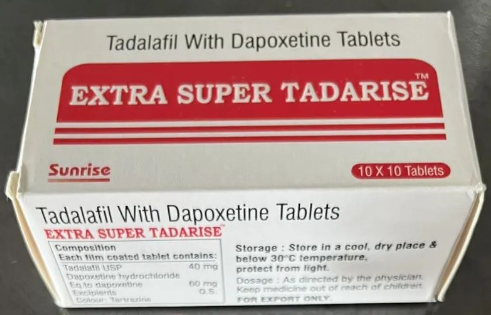 Tadalafil With Dapoxetine Tablets
EXTRA SUPER TADARISE™
Sunrise
10 X 10 Tablets
Tadalafil With Dapoxetine Tablets
EXTRA SUPER TADARISE
Composition
Each film coated tablet contains:
Tadalafil USP 40 mg
Dapoxetine hydrochloride
Eq to dapoxetine 60 mg
Excipients Q.S.
Colour: Tartrazine
Storage : Store in a cool, dry place &
below 30°C temperature,
protect from light.
Dosage : As directed by the physician.
Keep medicine out of reach of children.
FOR EXPORT ONLY